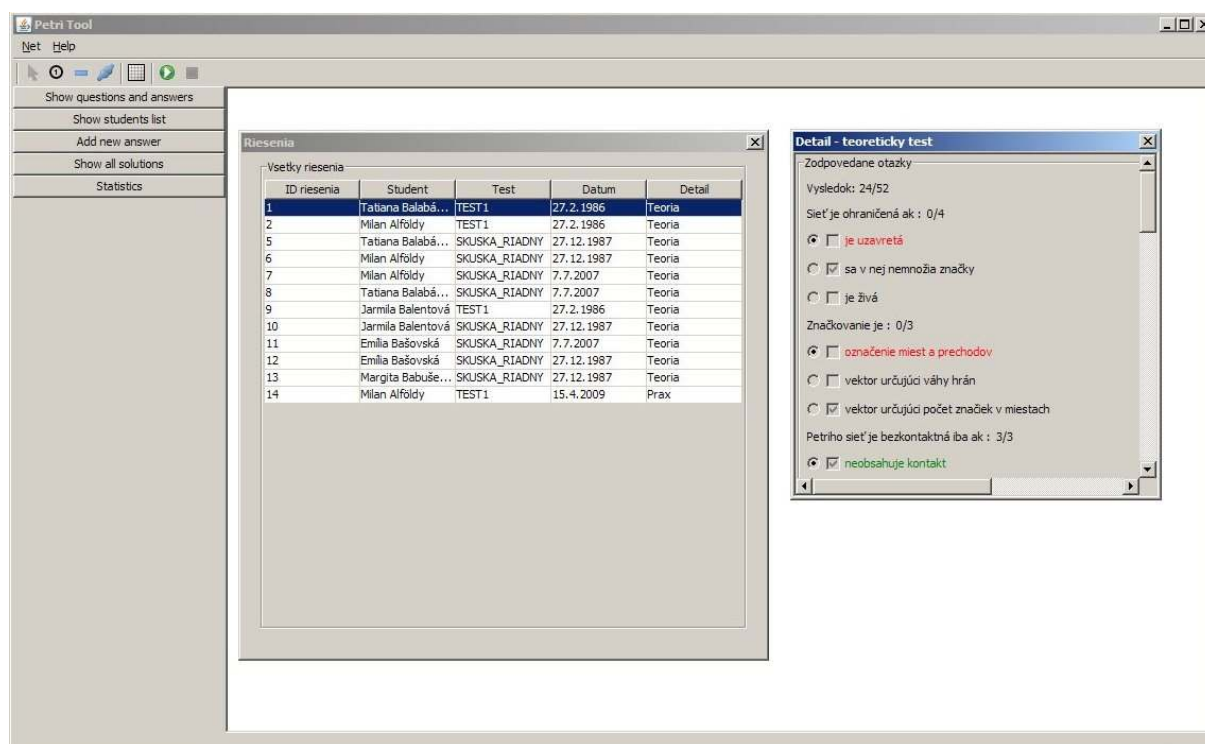 Petri Tool
Net Help
Show questions and answers
Show students list
Add new answer
Show all solutions
Statistics
Riesenia
Vsetky riesenia
ID riesenia Student Test Datum Detail
1 Tatiana Balabá... TEST1 27.2.1986 Teoria
2 Milan Alföldy TEST1 27.2.1986 Teoria
5 Tatiana Balabá... SKUSKA_RIADNY 27.12.1987 Teoria
6 Milan Alföldy SKUSKA_RIADNY 27.12.1987 Teoria
7 Milan Alföldy SKUSKA_RIADNY 7.7.2007 Teoria
8 Tatiana Balabá... SKUSKA_RIADNY 7.7.2007 Teoria
9 Jarmila Balentová TEST1 27.2.1986 Teoria
10 Jarmila Balentová SKUSKA_RIADNY 27.12.1987 Teoria
11 Emília Bašovská SKUSKA_RIADNY 7.7.2007 Teoria
12 Emília Bašovská SKUSKA_RIADNY 27.12.1987 Teoria
13 Margita Babuše... SKUSKA_RIADNY 27.12.1987 Teoria
14 Milan Alföldy TEST1 15.4.2009 Prax
Detail - teoreticky test
Zodpovedane otazky
Vysledok: 24/52
Sieť je ohraničená ak : 0/4
je uzavretá
sa v nej nemnožia značky
je živá
Značkovanie je : 0/3
označenie miest a prechodov
vektor určujúci váhy hrán
vektor určujúci počet značiek v miestach
Petriho sieť je bezkontaktná iba ak : 3/3
neobsahuje kontakt